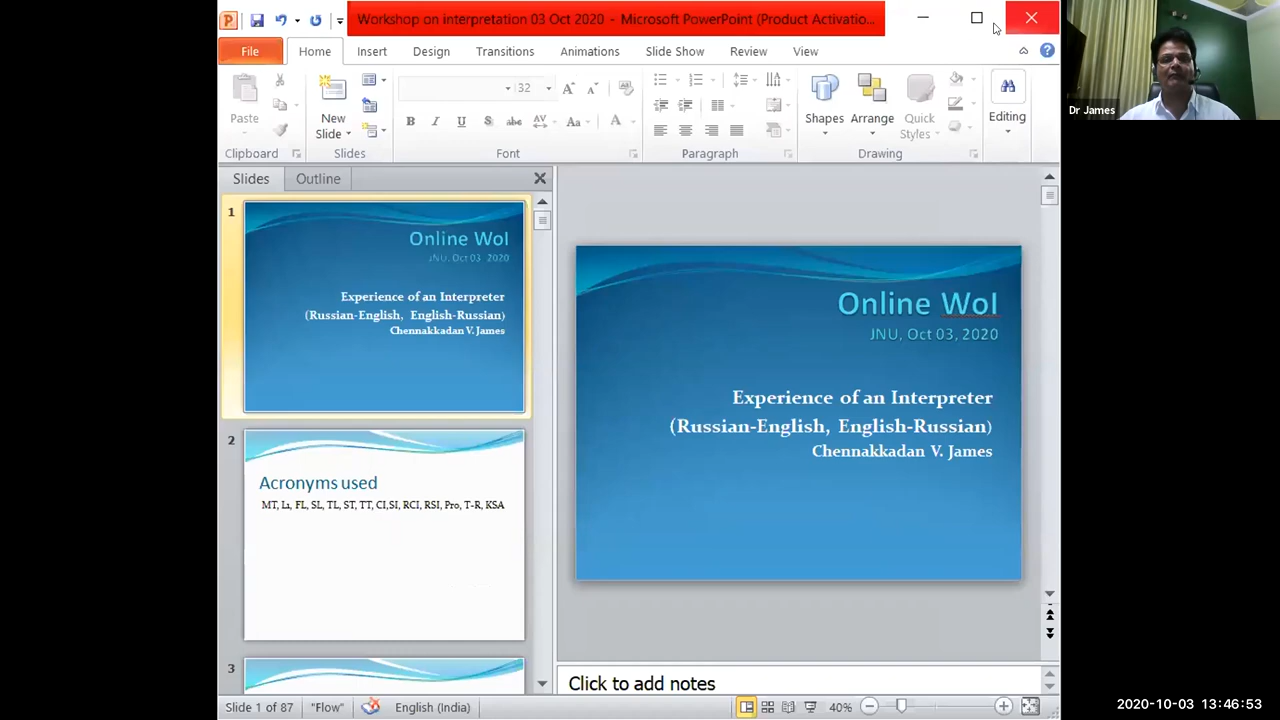 Workshop on interpretation 03 Oct 2020 - Microsoft PowerPoint (Product Activatio...
File Home Insert Design Transitions Animations Slide Show Review View
32
Paste
New
Slide
Shapes
Arrange
Quick
Styles
Editing
Clipboard Slides Font Paragraph Drawing
Slides Outline
1
Online WoI
JNU, Oct 03 2020
Experience of an Interpreter
(Russian-English, English-Russian)
Chennakkadan V. James
2
Acronyms used
MT, L1, FL, SL, TL, ST, TT, CI,SI, RCI, RSI, Pro, T-R, KSA
3
Online WoI
JNU, Oct 03, 2020
Experience of an Interpreter
(Russian-English, English-Russian)
Chennakkadan V. James
Click to add notes
Slide 1 of 87 English (India) 40%
Dr James
2020-10-03 13:46:53